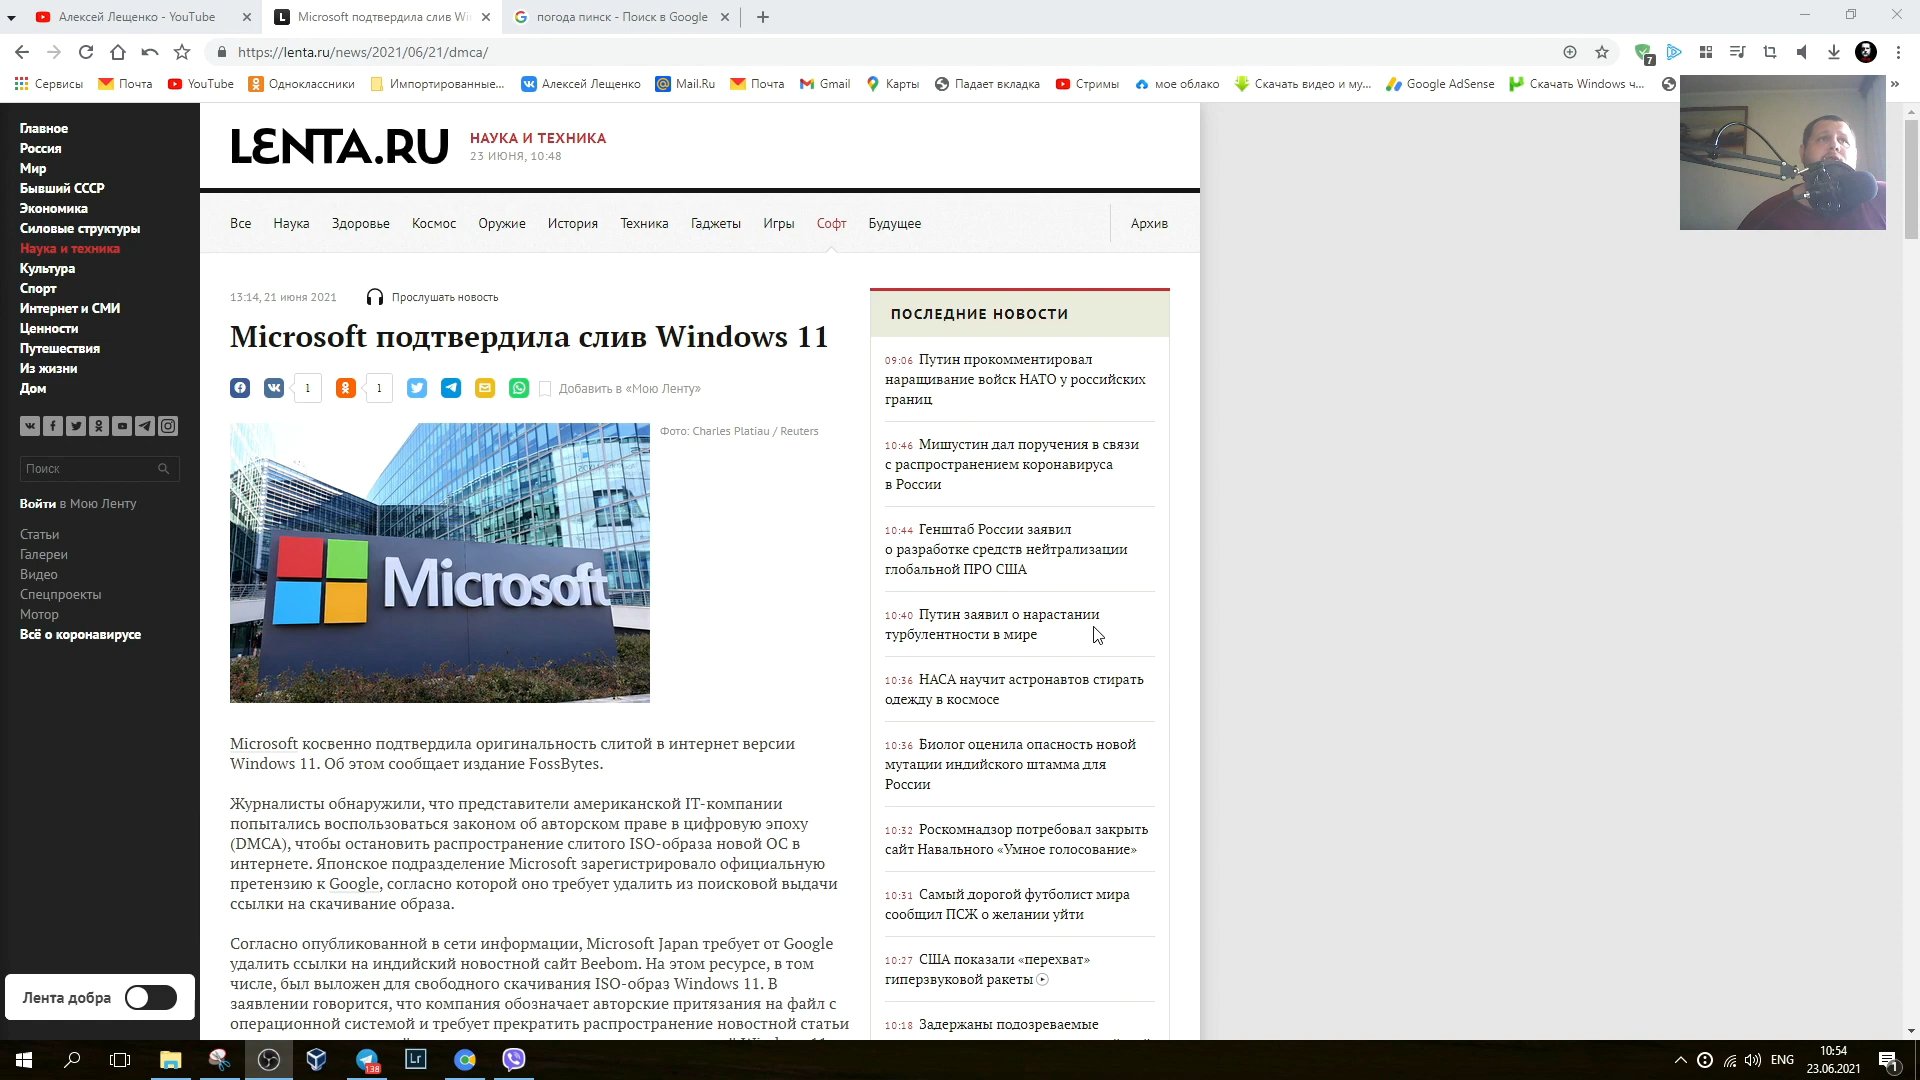 Алексей Лещенко - YouTube
Microsoft подтвердила слив Wi
погода пинск - Поиск в Google
https://lenta.ru/news/2021/06/21/dmca/
7
Сервисы
Почта
YouTube
Одноклассники
Импортированные...
Алексей Лещенко
Mail.Ru
Почта
Gmail
Карты
Падает вкладка
Стримы
мое облако
Скачать видео и му...
Google AdSense
Скачать Windows ч...
»
Главное
Россия
Мир
Бывший СССР
Экономика
Силовые структуры
Наука и техника
Культура
Спорт
Интернет и СМИ
Ценности
Путешествия
Из жизни
Дом
Поиск
Войти в Мою Ленту
Статьи
Галереи
Видео
Спецпроекты
Мотор
Всё о коронавирусе
Лента добра
LENTA.RU
НАУКА И ТЕХНИКА
23 ИЮНЯ, 10:48
Все Наука Здоровье Космос Оружие История Техника Гаджеты Игры Софт Будущее Архив
13:14, 21 июня 2021
Прослушать новость
Microsoft подтвердила слив Windows 11
1
1
Добавить в «Мою Ленту»
Фото: Charles Platiau / Reuters
Microsoft
Microsoft косвенно подтвердила оригинальность слитой в интернет версии
Windows 11. Об этом сообщает издание FossBytes.
Журналисты обнаружили, что представители американской IT-компании
попытались воспользоваться законом об авторском праве в цифровую эпоху
(DMCA), чтобы остановить распространение слитого ISO-образа новой ОС в
интернете. Японское подразделение Microsoft зарегистрировало официальную
претензию к Google, согласно которой оно требует удалить из поисковой выдачи
ссылки на скачивание образа.
Согласно опубликованной в сети информации, Microsoft Japan требует от Google
удалить ссылки на индийский новостной сайт Beebom. На этом ресурсе, в том
числе, был выложен для свободного скачивания ISO-образ Windows 11. В
заявлении говорится, что компания обозначает авторские притязания на файл с
операционной системой и требует прекратить распространение новостной статьи
ПОСЛЕДНИЕ НОВОСТИ
09:06 Путин прокомментировал
наращивание войск НАТО у российских
границ
10:46 Мишустин дал поручения в связи
с распространением коронавируса
в России
10:44 Генштаб России заявил
о разработке средств нейтрализации
глобальной ПРО США
10:40 Путин заявил о нарастании
турбулентности в мире
10:36 НАСА научит астронавтов стирать
одежду в космосе
10:36 Биолог оценила опасность новой
мутации индийского штамма для
России
10:32 Роскомнадзор потребовал закрыть
сайт Навального «Умное голосование»
10:31 Самый дорогой футболист мира
сообщил ПСЖ о желании уйти
10:27 США показали «перехват»
гиперзвуковой ракеты
10:18 Задержаны подозреваемые
138
Lr
ENG
10:54
23.06.2021
1